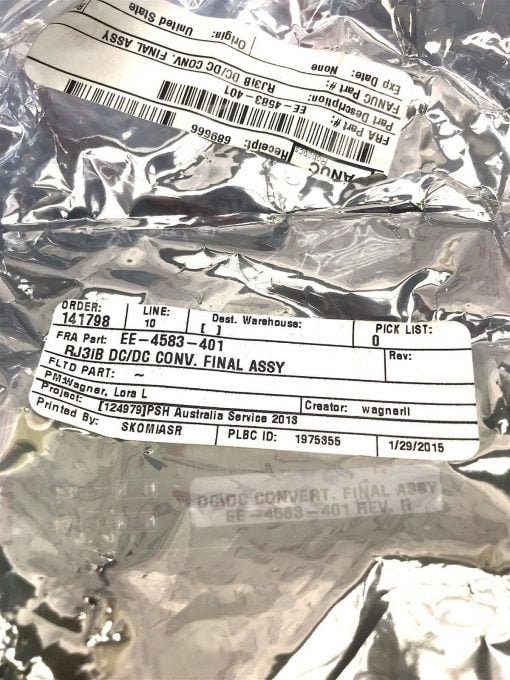 ANUC
Robotics
Receipt: 689566
FRA Part #:
EE-4583-401
Part Description:
RJ3IB DC/DC CONV. FINAL ASSY
FANUC Part #:
Exp Date: None
Origin: United State
ORDER: 141798
LINE: 10
Dest. Warehouse: [ ]
PICK LIST: 0
FRA Part: EE-4583-401
RJ3IB DC/DC CONV. FINAL ASSY
Rev:
FLTD PART: ~
PM:Wagner, Lora L
Creator: wagnerll
Project: [124979]PSH Australia Service 2013
Printed By: SKOMIASR
PLBC ID: 1975355
1/29/2015
DC/DC CONVERT. FINAL ASSY
EE-4583-401 REV.